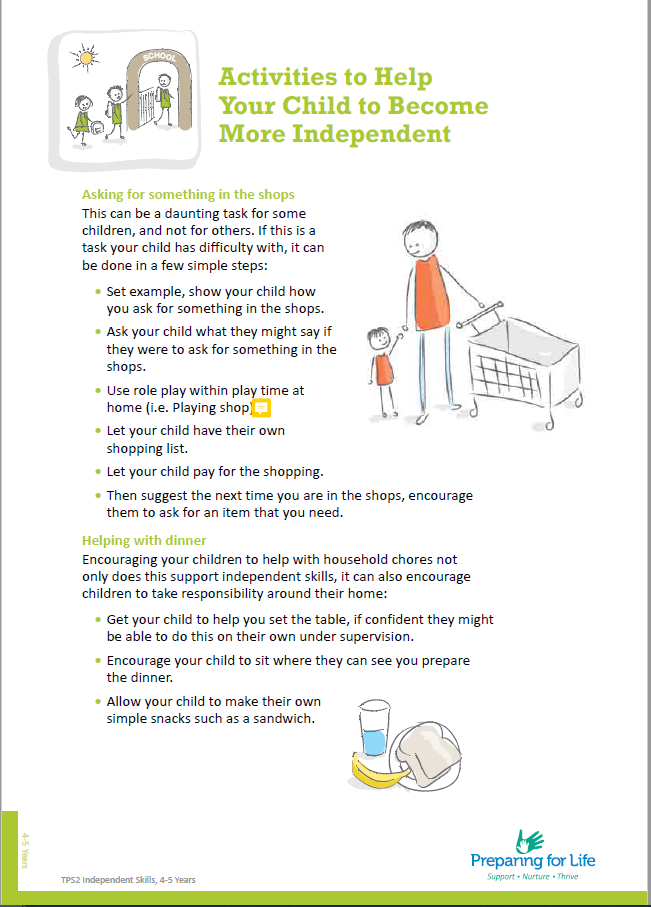 SCHOOL
Activities to Help
Your Child to Become
More Independent
Asking for something in the shops
This can be a daunting task for some
children, and not for others. If this is a
task your child has difficulty with, it can
be done in a few simple steps:
• Set example, show your child how
you ask for something in the shops.
• Ask your child what they might say if
they were to ask for something in the
shops.
• Use role play within play time at
home (i.e. Playing shop)
• Let your child have their own
shopping list.
• Let your child pay for the shopping.
• Then suggest the next time you are in the shops, encourage
them to ask for an item that you need.
Helping with dinner
Encouraging your children to help with household chores not
only does this support independent skills, it can also encourage
children to take responsibility around their home:
• Get your child to help you set the table, if confident they might
be able to do this on their own under supervision.
• Encourage your child to sit where they can see you prepare
the dinner.
• Allow your child to make their own
simple snacks such as a sandwich.
4-5 Years
Preparing for Life
Support • Nurture • Thrive
TPS2 Independent Skills, 4-5 Years